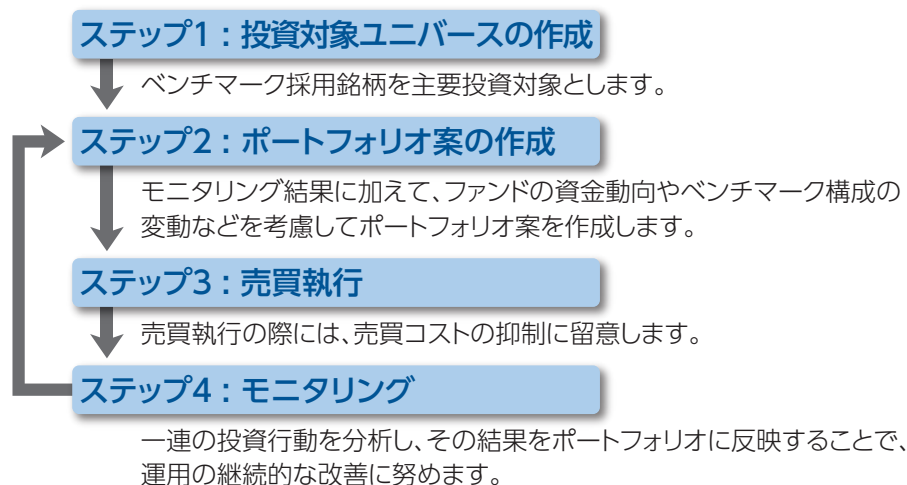 ステップ1：投資対象ユニバースの作成
ベンチマーク採用銘柄を主要投資対象とします。
ステップ2：ポートフォリオ案の作成
モニタリング結果に加えて、ファンドの資金動向やベンチマーク構成の
変動などを考慮してポートフォリオ案を作成します。
ステップ3：売買執行
売買執行の際には、売買コストの抑制に留意します。
ステップ4：モニタリング
一連の投資行動を分析し、その結果をポートフォリオに反映することで、
運用の継続的な改善に努めます。